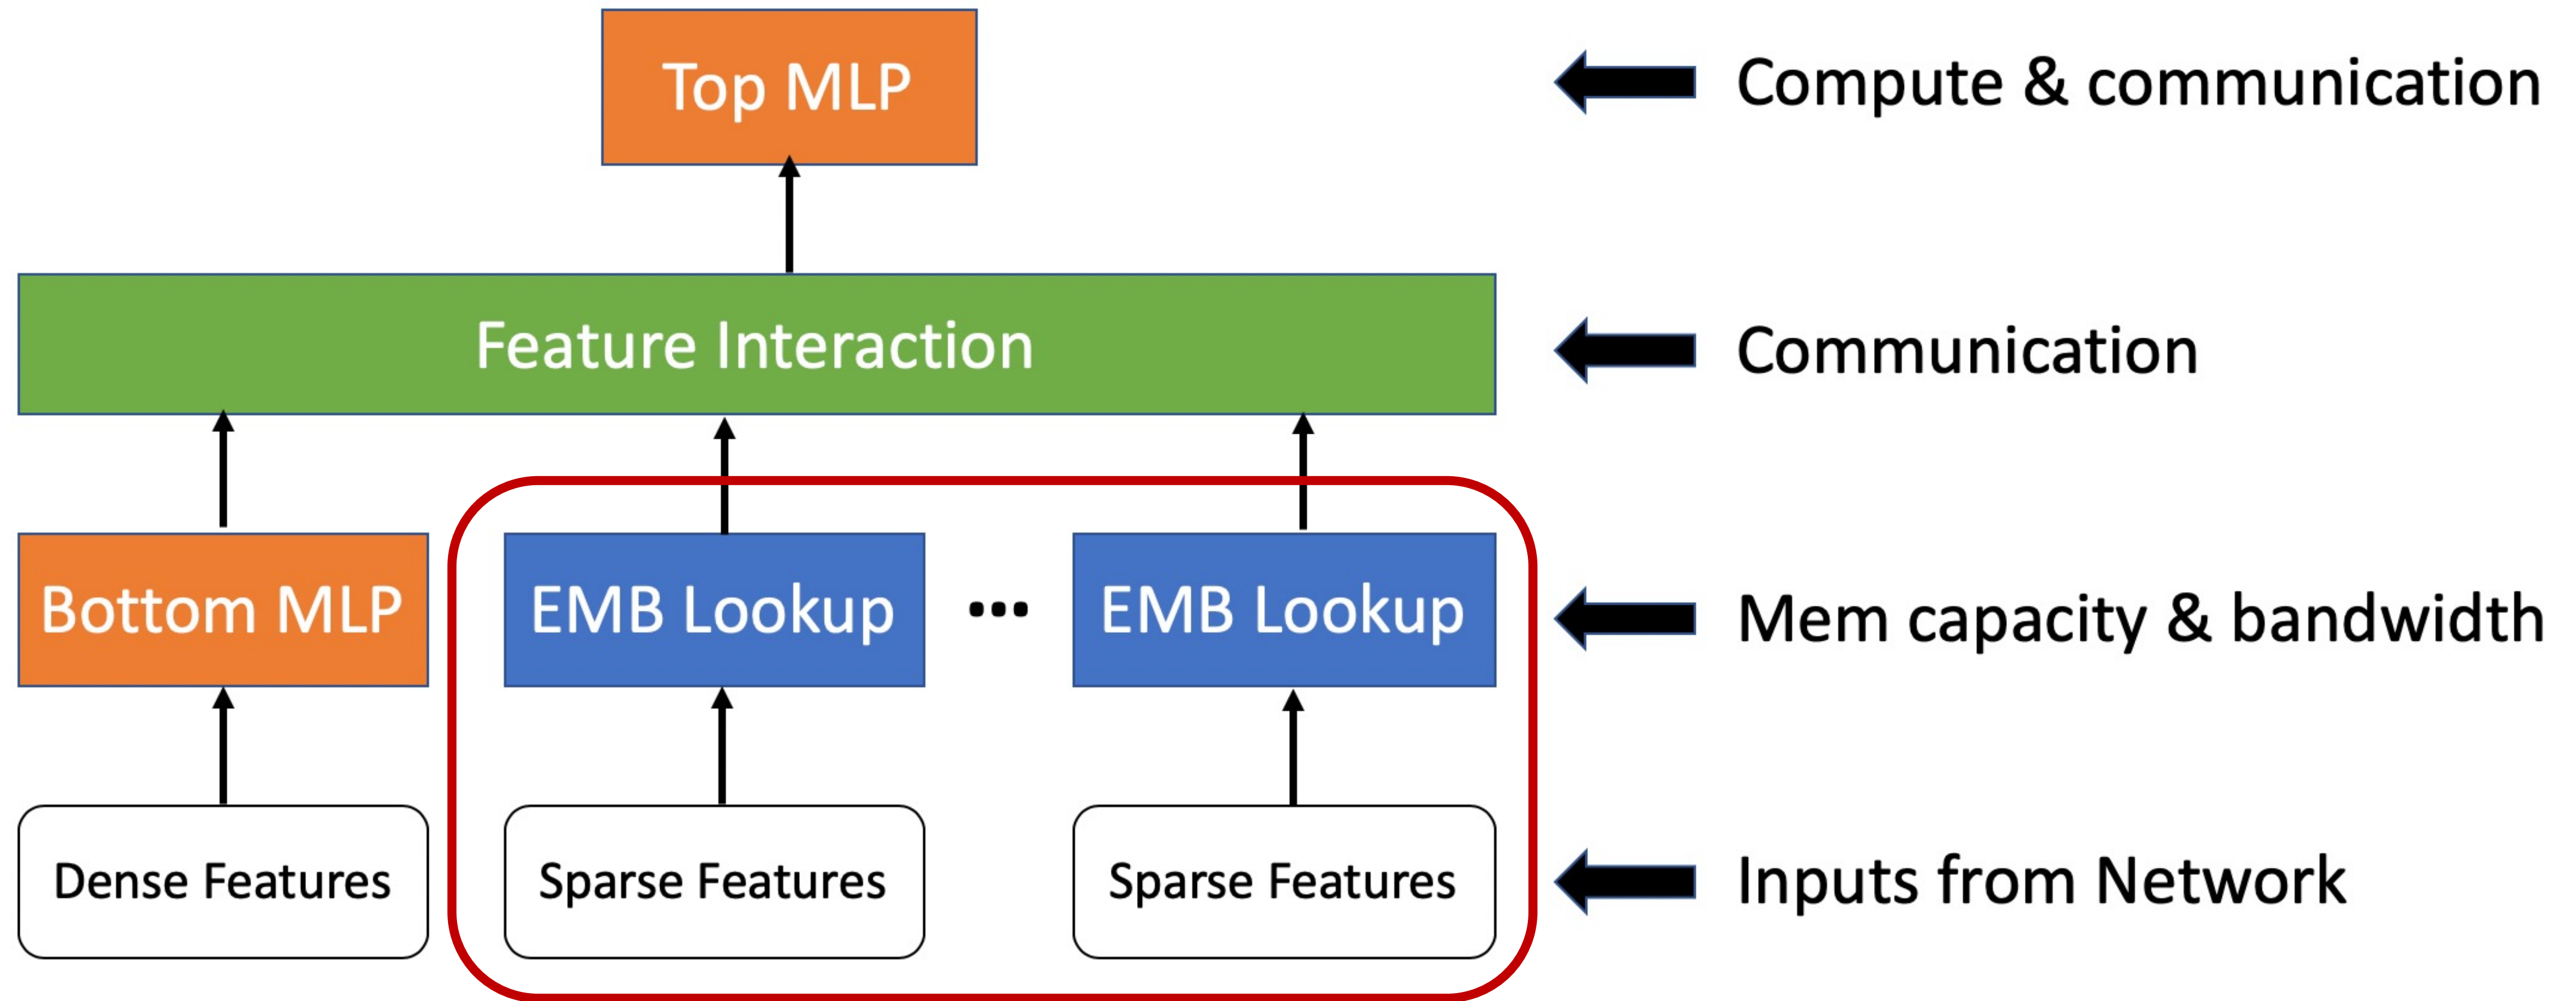 Top MLP
Compute & communication
Feature Interaction
Communication
Bottom MLP
EMB Lookup
...
EMB Lookup
Mem capacity & bandwidth
Dense Features
Sparse Features
Sparse Features
Inputs from Network